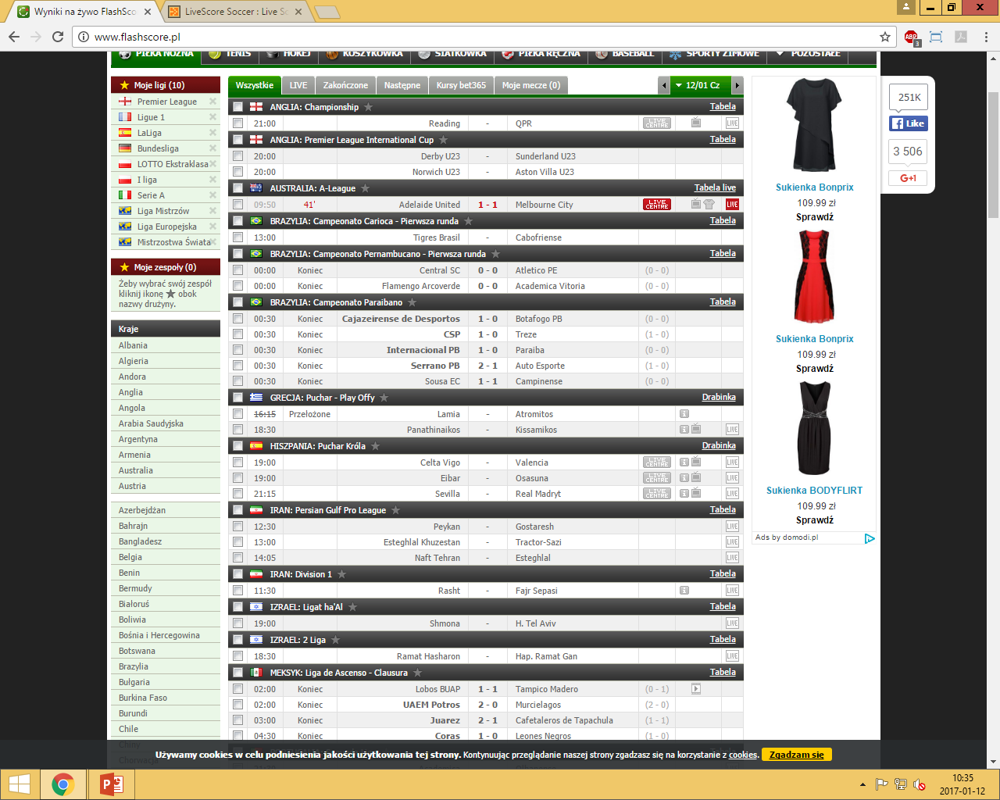 Wyniki na żywo FlashSco
LiveScore Soccer : Live Sc
www.flashscore.pl
ABP
3
PIŁKA NOŻNA TENIS HOKEJ KOSZYKÓWKA SIATKÓWKA PIŁKA RĘCZNA BASEBALL SPORTY ZIMOWE POZOSTAŁE
Moje ligi (10)
Premier League
Ligue 1
LaLiga
Bundesliga
LOTTO Ekstraklasa
I liga
Serie A
Liga Mistrzów
Liga Europejska
Mistrzostwa Świata
Moje zespoły (0)
Żeby wybrać swój zespół
kliknij ikonę obok
nazwy drużyny.
Kraje
Albania
Algieria
Andora
Anglia
Angola
Arabia Saudyjska
Argentyna
Armenia
Australia
Austria
Azerbejdżan
Bahrajn
Bangladesz
Belgia
Benin
Bermudy
Białoruś
Boliwia
Bośnia i Hercegowina
Botswana
Brazylia
Bułgaria
Burkina Faso
Burundi
Chile
Chiny
Chorwacja
Wszystkie LIVE Zakończone Następne Kursy bet365 Moje mecze (0) 12/01 Cz
ANGLIA: Championship Tabela
21:00 Reading - QPR LIVE CENTRE LIVE
ANGLIA: Premier League International Cup Tabela
20:00 Derby U23 - Sunderland U23
20:00 Norwich U23 - Aston Villa U23
AUSTRALIA: A-League Tabela live
09:50 41' Adelaide United 1 - 1 Melbourne City LIVE CENTRE LIVE
BRAZYLIA: Campeonato Carioca - Pierwsza runda Tabela
13:00 Tigres Brasil - Cabofriense
BRAZYLIA: Campeonato Pernambucano - Pierwsza runda Tabela
00:00 Koniec Central SC 0 - 0 Atletico PE (0 - 0)
00:00 Koniec Flamengo Arcoverde 0 - 0 Academica Vitoria (0 - 0)
BRAZYLIA: Campeonato Paraibano Tabela
00:30 Koniec Cajazeirense de Desportos 1 - 0 Botafogo PB (0 - 0)
00:30 Koniec CSP 1 - 0 Treze (1 - 0)
00:30 Koniec Internacional PB 1 - 0 Paraiba (0 - 0)
00:30 Koniec Serrano PB 2 - 1 Auto Esporte (1 - 0)
00:30 Koniec Sousa EC 1 - 1 Campinense (0 - 0)
GRECJA: Puchar - Play Offy Drabinka
16:15 Przełożone Lamia - Atromitos
18:30 Panathinaikos - Kissamikos LIVE
HISZPANIA: Puchar Króla Drabinka
19:00 Celta Vigo - Valencia LIVE CENTRE LIVE
19:00 Eibar - Osasuna LIVE CENTRE LIVE
21:15 Sevilla - Real Madryt LIVE CENTRE LIVE
IRAN: Persian Gulf Pro League Tabela
12:30 Peykan - Gostaresh LIVE
13:00 Esteghlal Khuzestan - Tractor-Sazi LIVE
14:05 Naft Tehran - Esteghlal LIVE
IRAN: Division 1 Tabela
11:30 Rasht - Fajr Sepasi LIVE
IZRAEL: Ligat ha'Al Tabela
19:00 Shmona - H. Tel Aviv LIVE
IZRAEL: 2 Liga Tabela
18:30 Ramat Hasharon - Hap. Ramat Gan LIVE
MEKSYK: Liga de Ascenso - Clausura Tabela
02:00 Koniec Lobos BUAP 1 - 1 Tampico Madero (0 - 1)
02:00 Koniec UAEM Potros 2 - 0 Murcielagos (2 - 0)
03:00 Koniec Juarez 2 - 1 Cafetaleros de Tapachula (1 - 1)
04:30 Koniec Coras 1 - 0 Leones Negros (1 - 0)
Sukienka Bonprix
109.99 zł
Sprawdź
Sukienka Bonprix
109.99 zł
Sprawdź
Sukienka BODYFLIRT
109.99 zł
Sprawdź
Ads by domodi.pl
251K
Like
3 506
G+1
Używamy cookies w celu podniesienia jakości użytkowania tej strony. Kontynuując przeglądanie naszej strony zgadzasz się na korzystanie z cookies. Zgadzam się
10:35
2017-01-12